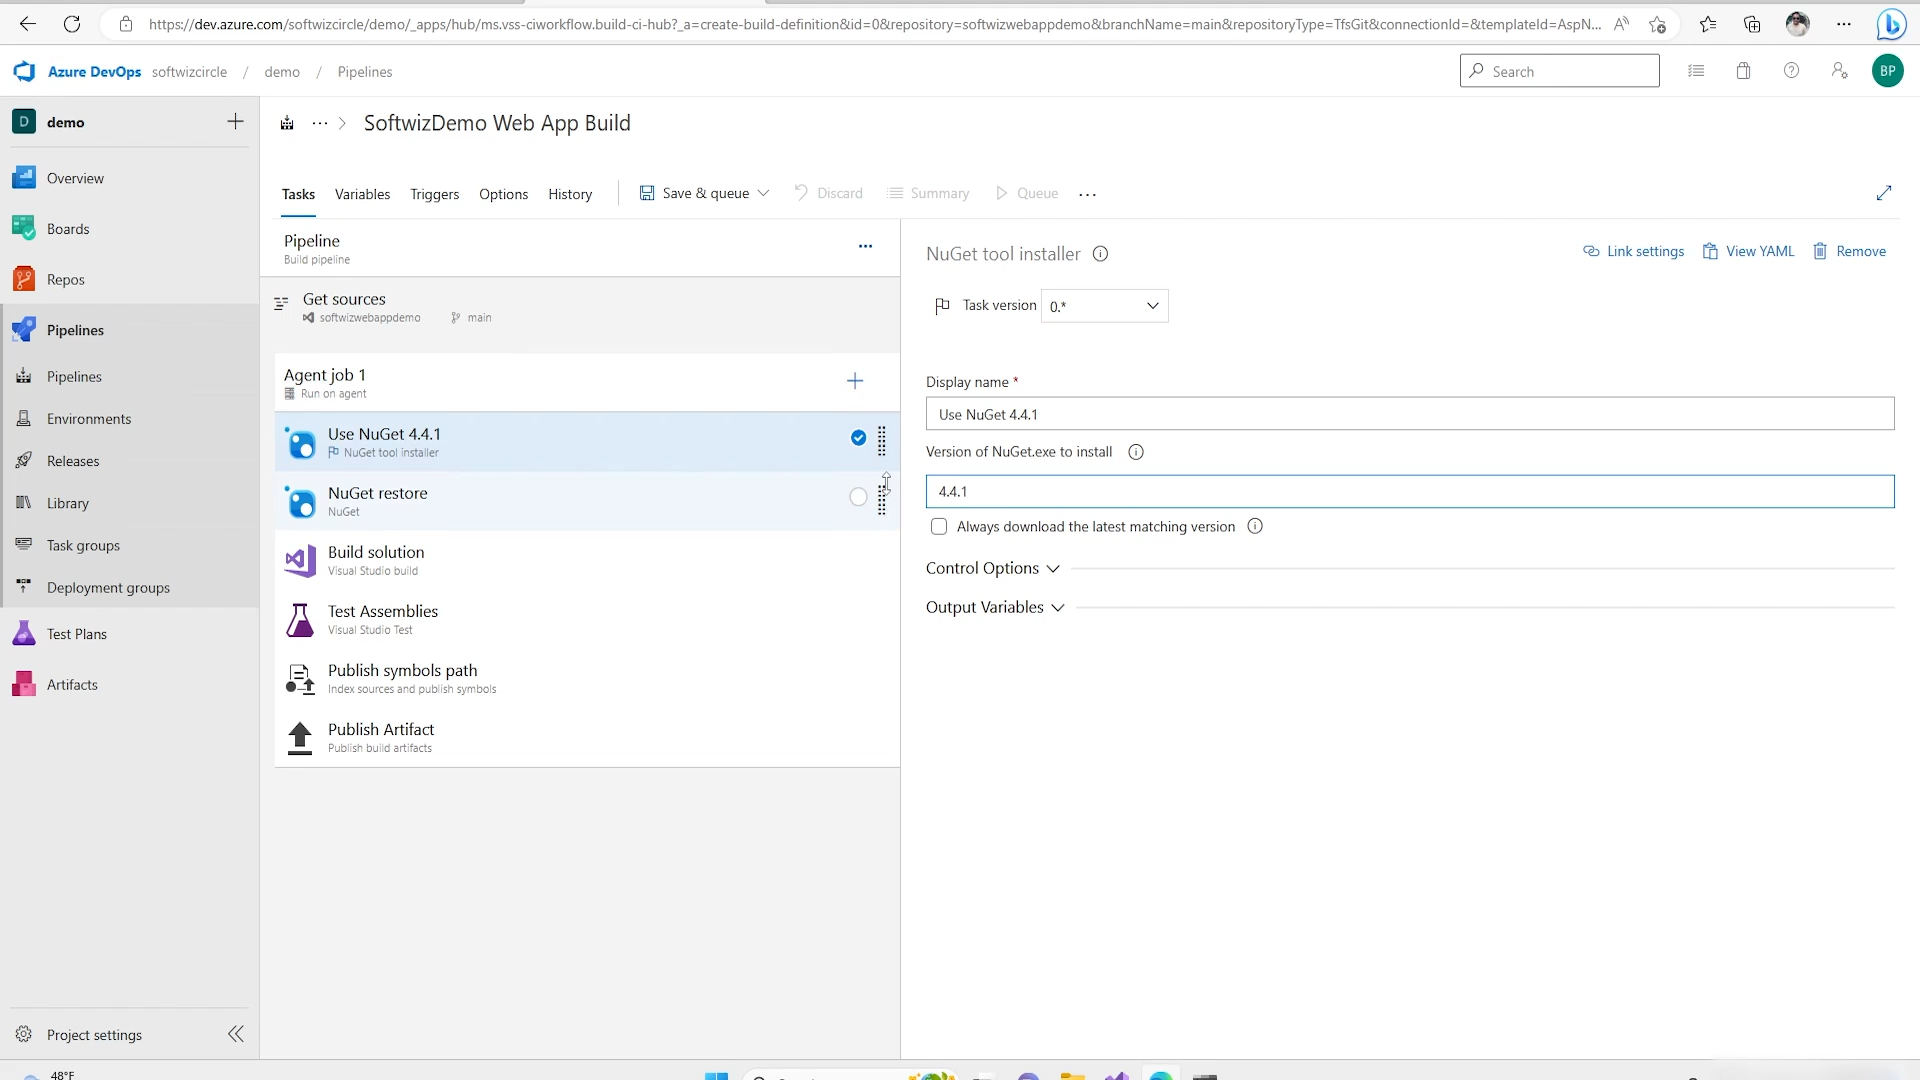 https://dev.azure.com/softwizcircle/demo/_apps/hub/ms.vss-ciworkflow.build-ci-hub?_a=create-build-definition&id=0&repository=softwizwebappdemo&branchName=main&repositoryType=TfsGit&connectionId=&templateId=AspN...
Azure DevOps softwizcircle / demo / Pipelines
Search
BP
D demo
SoftwizDemo Web App Build
Overview
Boards
Repos
Pipelines
Pipelines
Environments
Releases
Library
Task groups
Deployment groups
Test Plans
Artifacts
Project settings
48°F
Tasks Variables Triggers Options History Save & queue Discard Summary Queue
Pipeline
Build pipeline
Get sources
softwizwebappdemo main
Agent job 1
Run on agent
Use NuGet 4.4.1
NuGet tool installer
NuGet restore
NuGet
Build solution
Visual Studio build
Test Assemblies
Visual Studio Test
Publish symbols path
Index sources and publish symbols
Publish Artifact
Publish build artifacts
NuGet tool installer
Link settings View YAML Remove
Task version 0.*
Display name *
Use NuGet 4.4.1
Version of NuGet.exe to install
4.4.1
Always download the latest matching version
Control Options
Output Variables